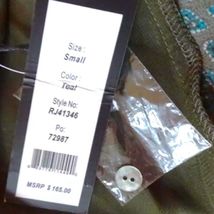 Size :
Small
Color :
Teal
Style No:
RJ41346
Po:
72987
MSRP $ 165.00